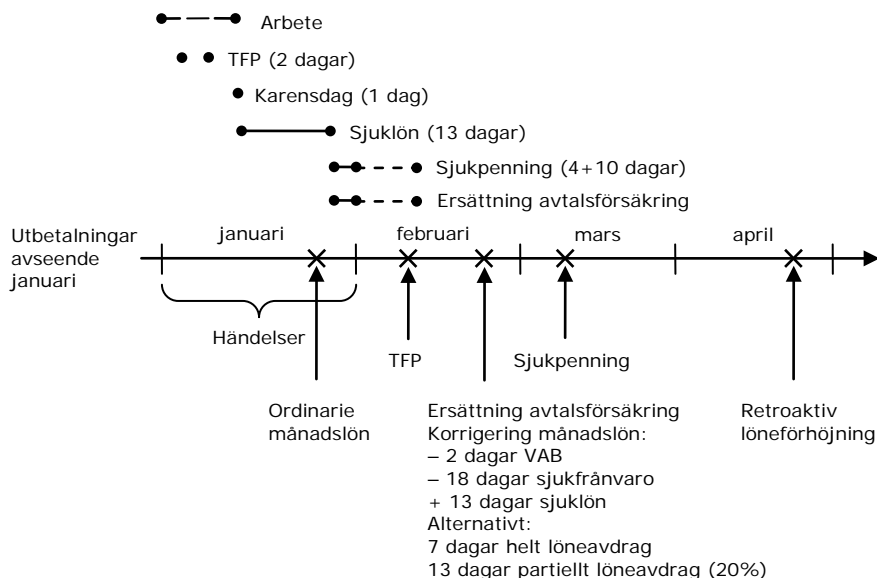 Arbete
TFP (2 dagar)
Karensdag (1 dag)
Sjuklön (13 dagar)
Sjukpenning (4+10 dagar)
Ersättning avtalsförsäkring
Utbetalningar
avseende
januari
januari
februari
mars
april
Händelser
TFP
Sjukpenning
Ordinarie
månadslön
Ersättning avtalsförsäkring
Korrigering månadslön:
– 2 dagar VAB
– 18 dagar sjukfrånvaro
+ 13 dagar sjuklön
Alternativt:
7 dagar helt löneavdrag
13 dagar partiellt löneavdrag (20%)
Retroaktiv
löneförhöjning